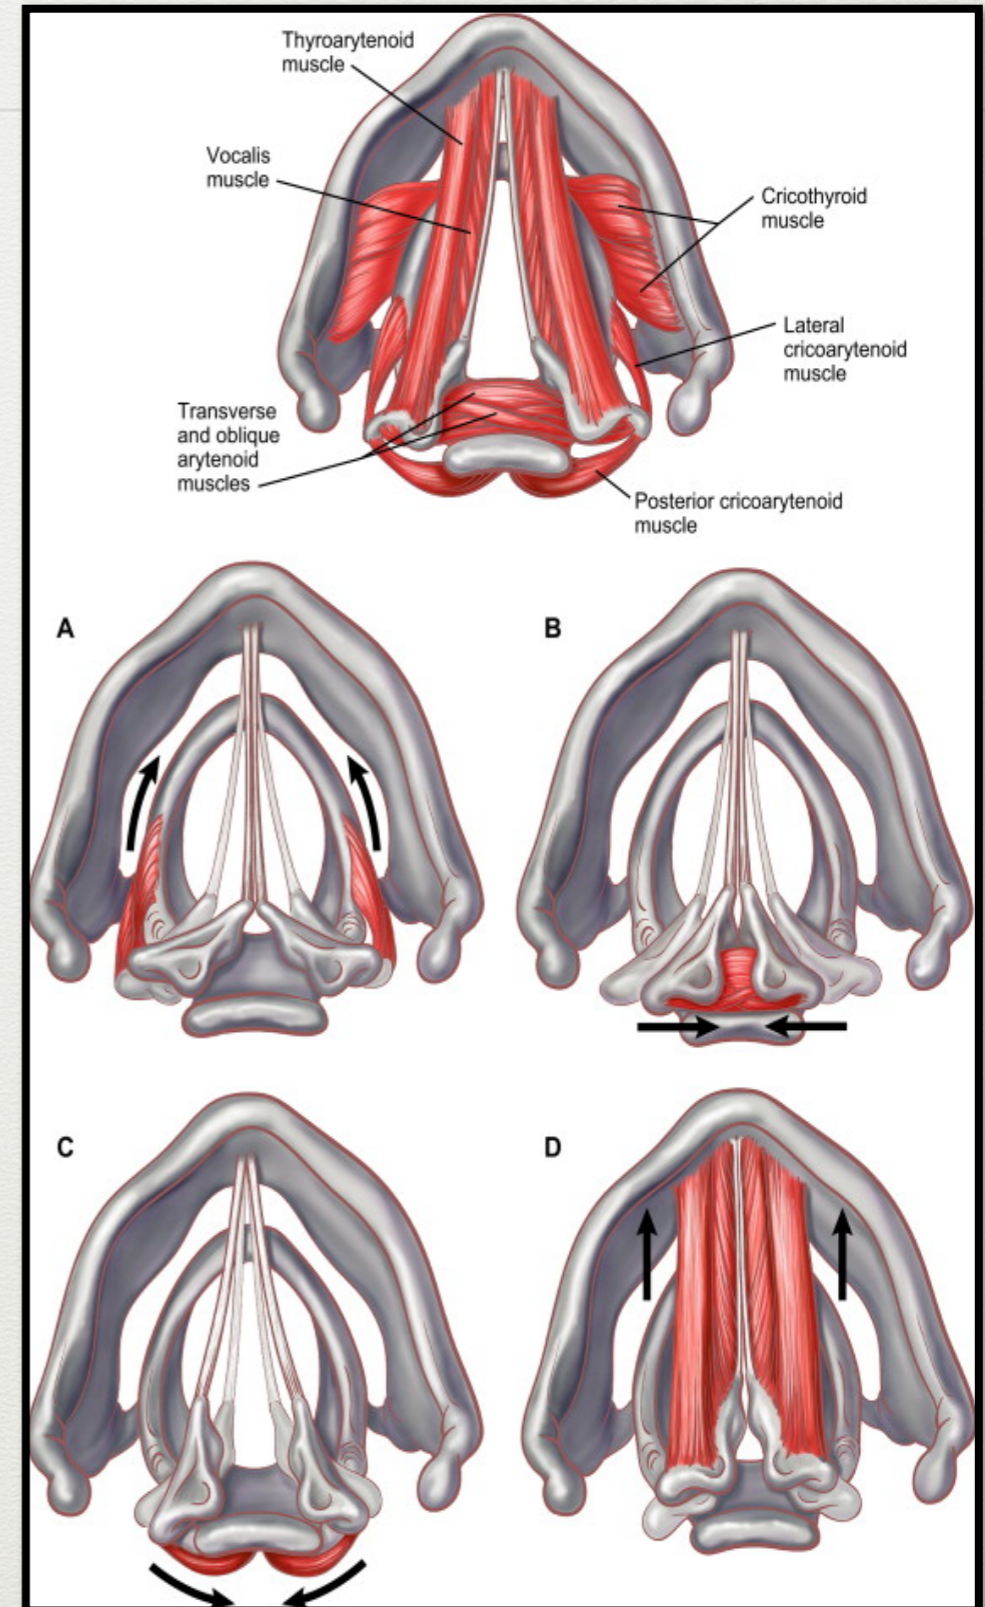 Thyroarytenoid
muscle
Vocalis
muscle
Cricothyroid
muscle
Lateral
cricoarytenoid
muscle
Transverse
and oblique
arytenoid
muscles
Posterior cricoarytenoid
muscle
A
B
C
D